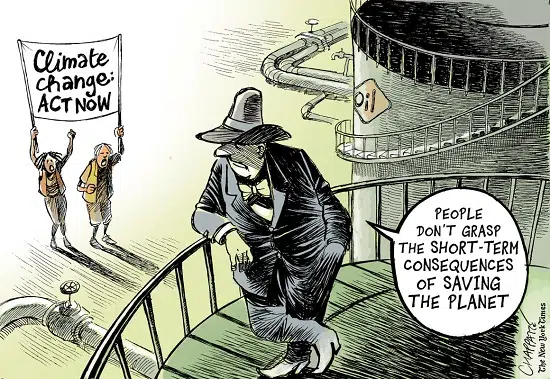 Climate
change:
ACT NOW
Oil
PEOPLE
DON'T GRASP
THE SHORT-TERM
CONSEQUENCES
OF SAVING
THE PLANET
CHAPPATTE
The New York Times